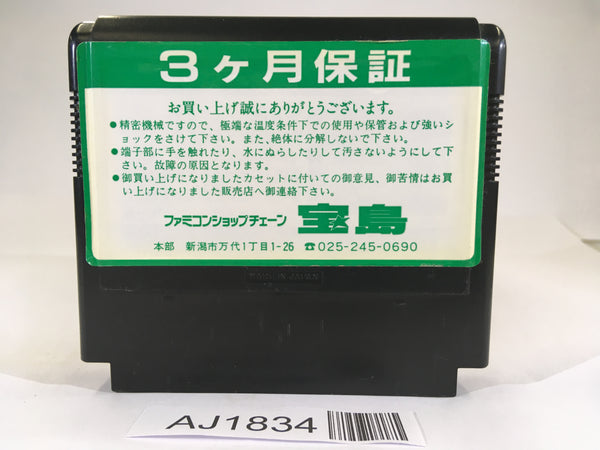 3ヶ月保証
お買い上げ誠にありがとうございます。
●精密機械ですので、極端な温度条件下での使用や保管および強いショックをさけて下さい。また、絶体に分解しないで下さい。
●端子部に手を触れたり、水にぬらしたりして汚さないようにして下さい。故障の原因となります。
●御買い上げになりましたカセットに付いての御意見、御苦情はお買い上げになりました販売店へ御連絡下さい。
ファミコンショップチェーン 宝島
本部 新潟市万代1丁目1-26 ☎025-245-0690
MADE IN JAPAN
AJ1834